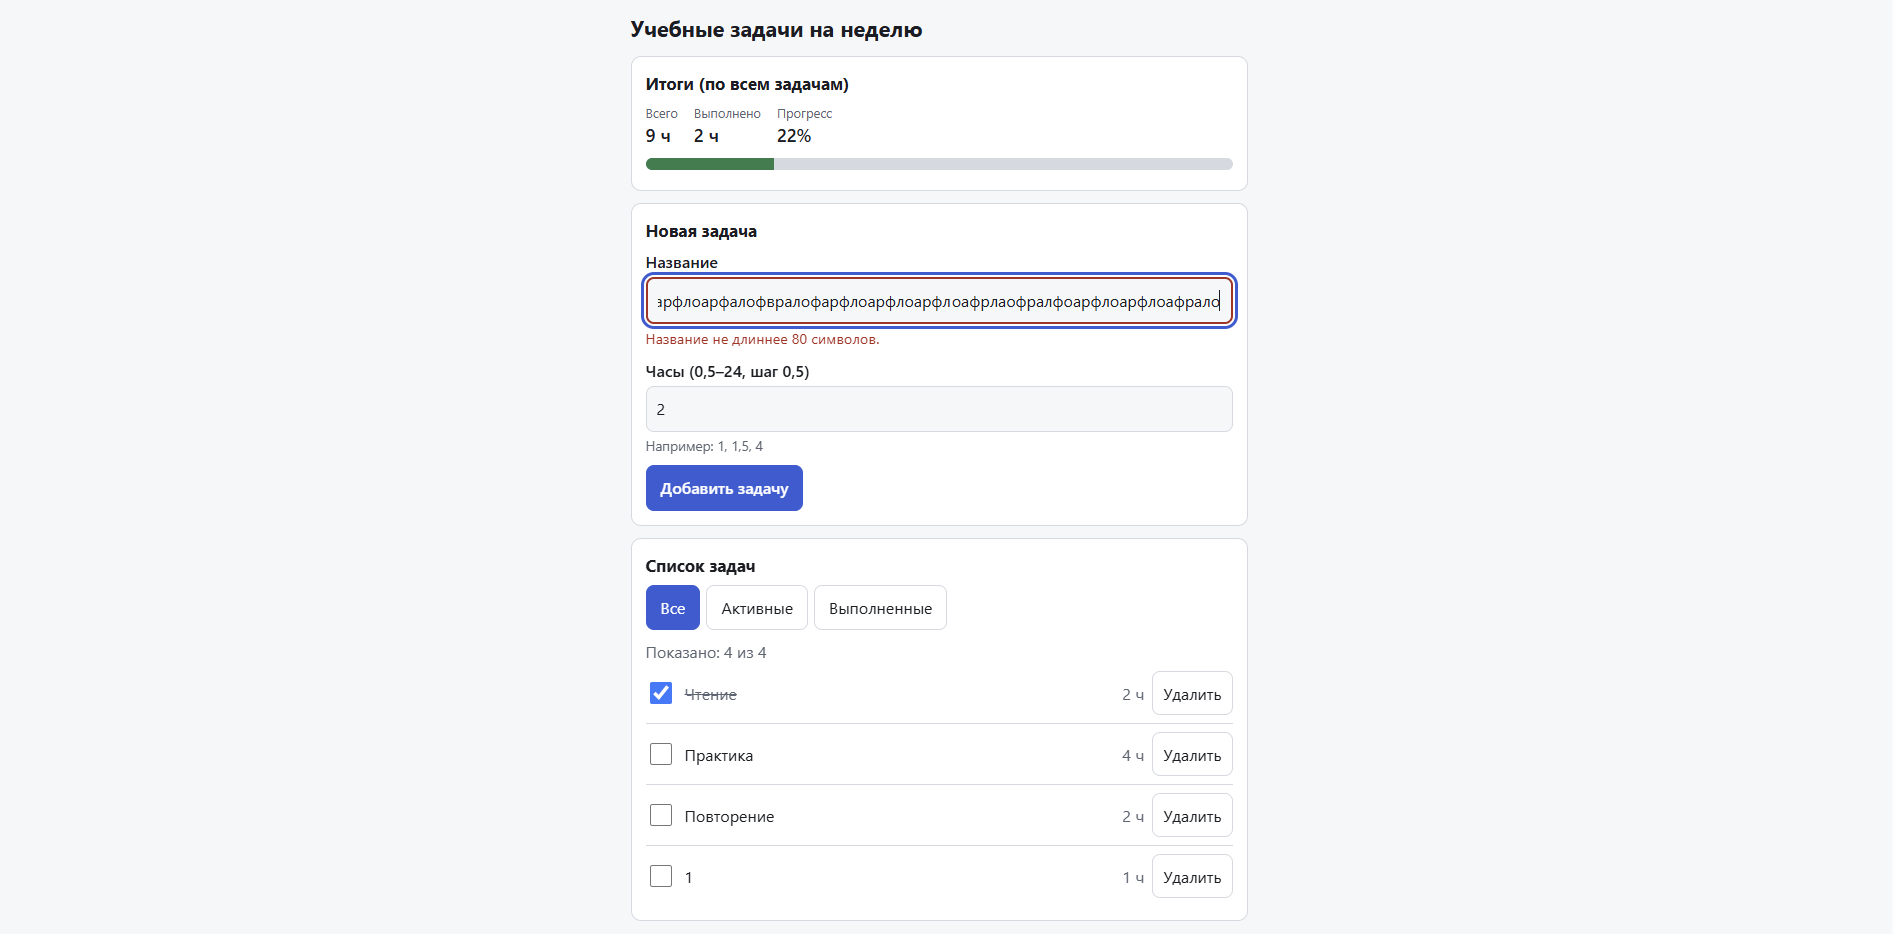 Учебные задачи на неделю
Итоги (по всем задачам)
Всего Выполнено Прогресс
9 ч 2 ч 22%
Новая задача
Название
арфлоарфалофвралофарфлоарфлоарфлоафрлаофралфоарфлоарфлоафрало
Название не длиннее 80 символов.
Часы (0,5–24, шаг 0,5)
2
Например: 1, 1,5, 4
Добавить задачу
Список задач
Все Активные Выполненные
Показано: 4 из 4
Чтение 2 ч Удалить
Практика 4 ч Удалить
Повторение 2 ч Удалить
1 1 ч Удалить